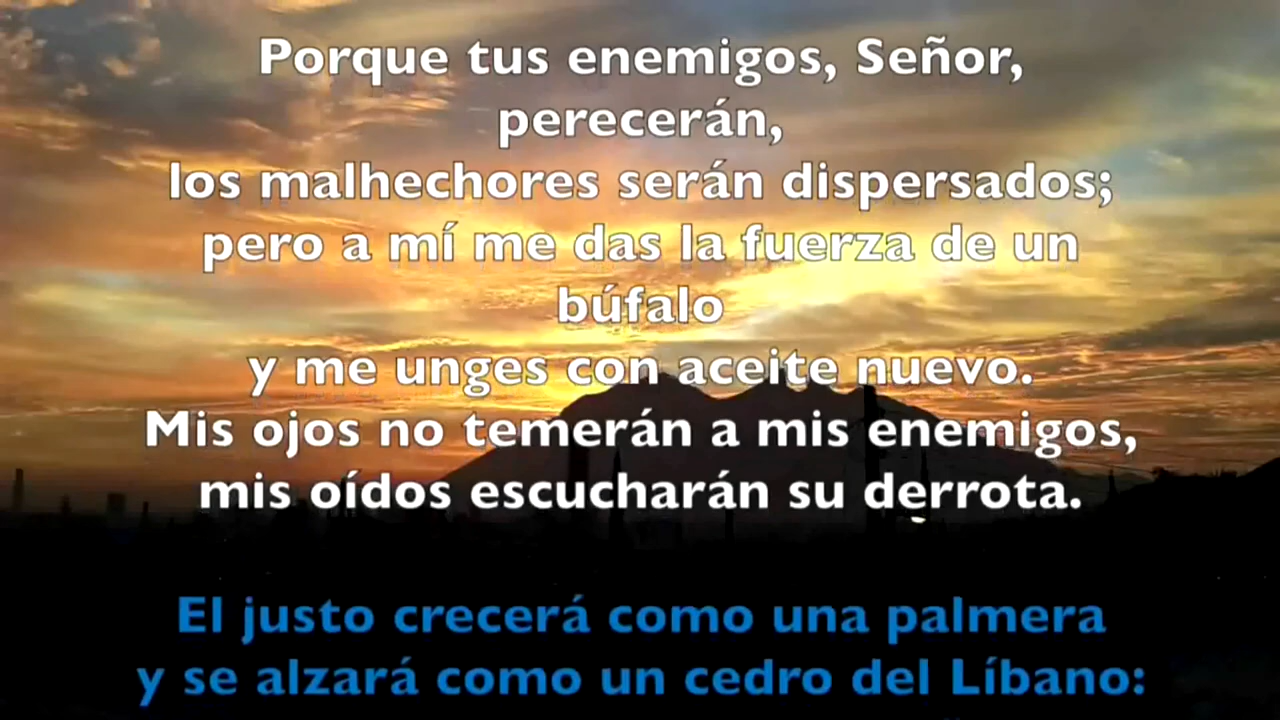 Porque tus enemigos, Señor,
perecerán,
los malhechores serán dispersados;
pero a mí me das la fuerza de un
búfalo
y me unges con aceite nuevo.
Mis ojos no temerán a mis enemigos,
mis oídos escucharán su derrota.
El justo crecerá como una palmera
y se alzará como un cedro del Líbano: